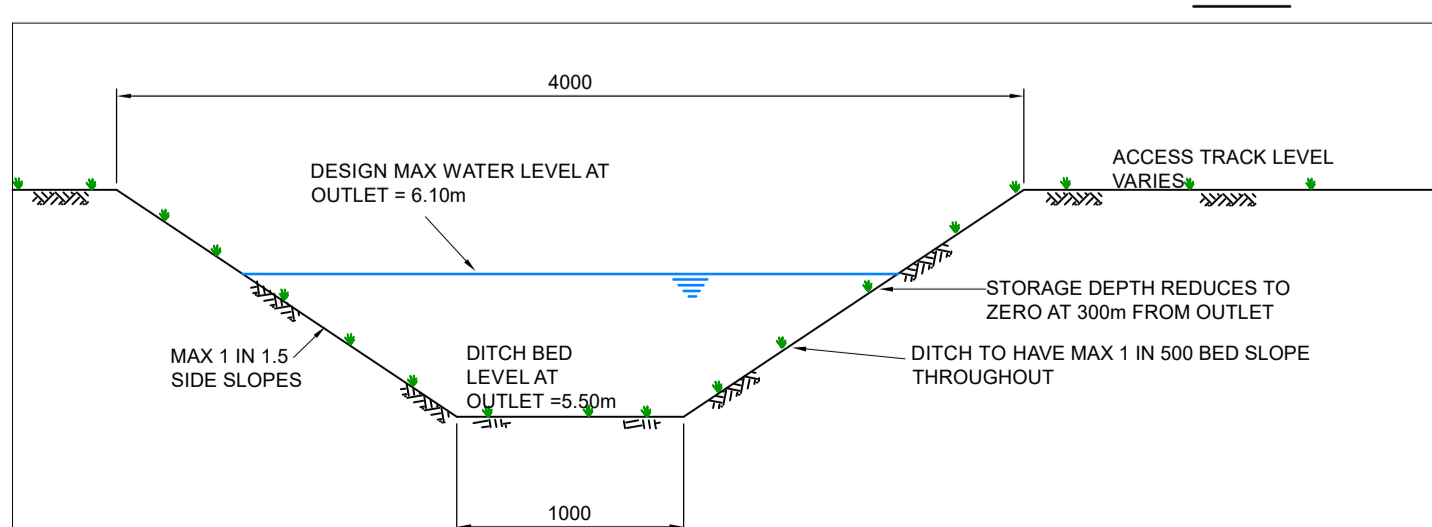 4000
DESIGN MAX WATER LEVEL AT
OUTLET = 6.10m
ACCESS TRACK LEVEL
VARIES
STORAGE DEPTH REDUCES TO
ZERO AT 300m FROM OUTLET
MAX 1 IN 1.5
SIDE SLOPES
DITCH BED
LEVEL AT
OUTLET =5.50m
DITCH TO HAVE MAX 1 IN 500 BED SLOPE
THROUGHOUT
1000